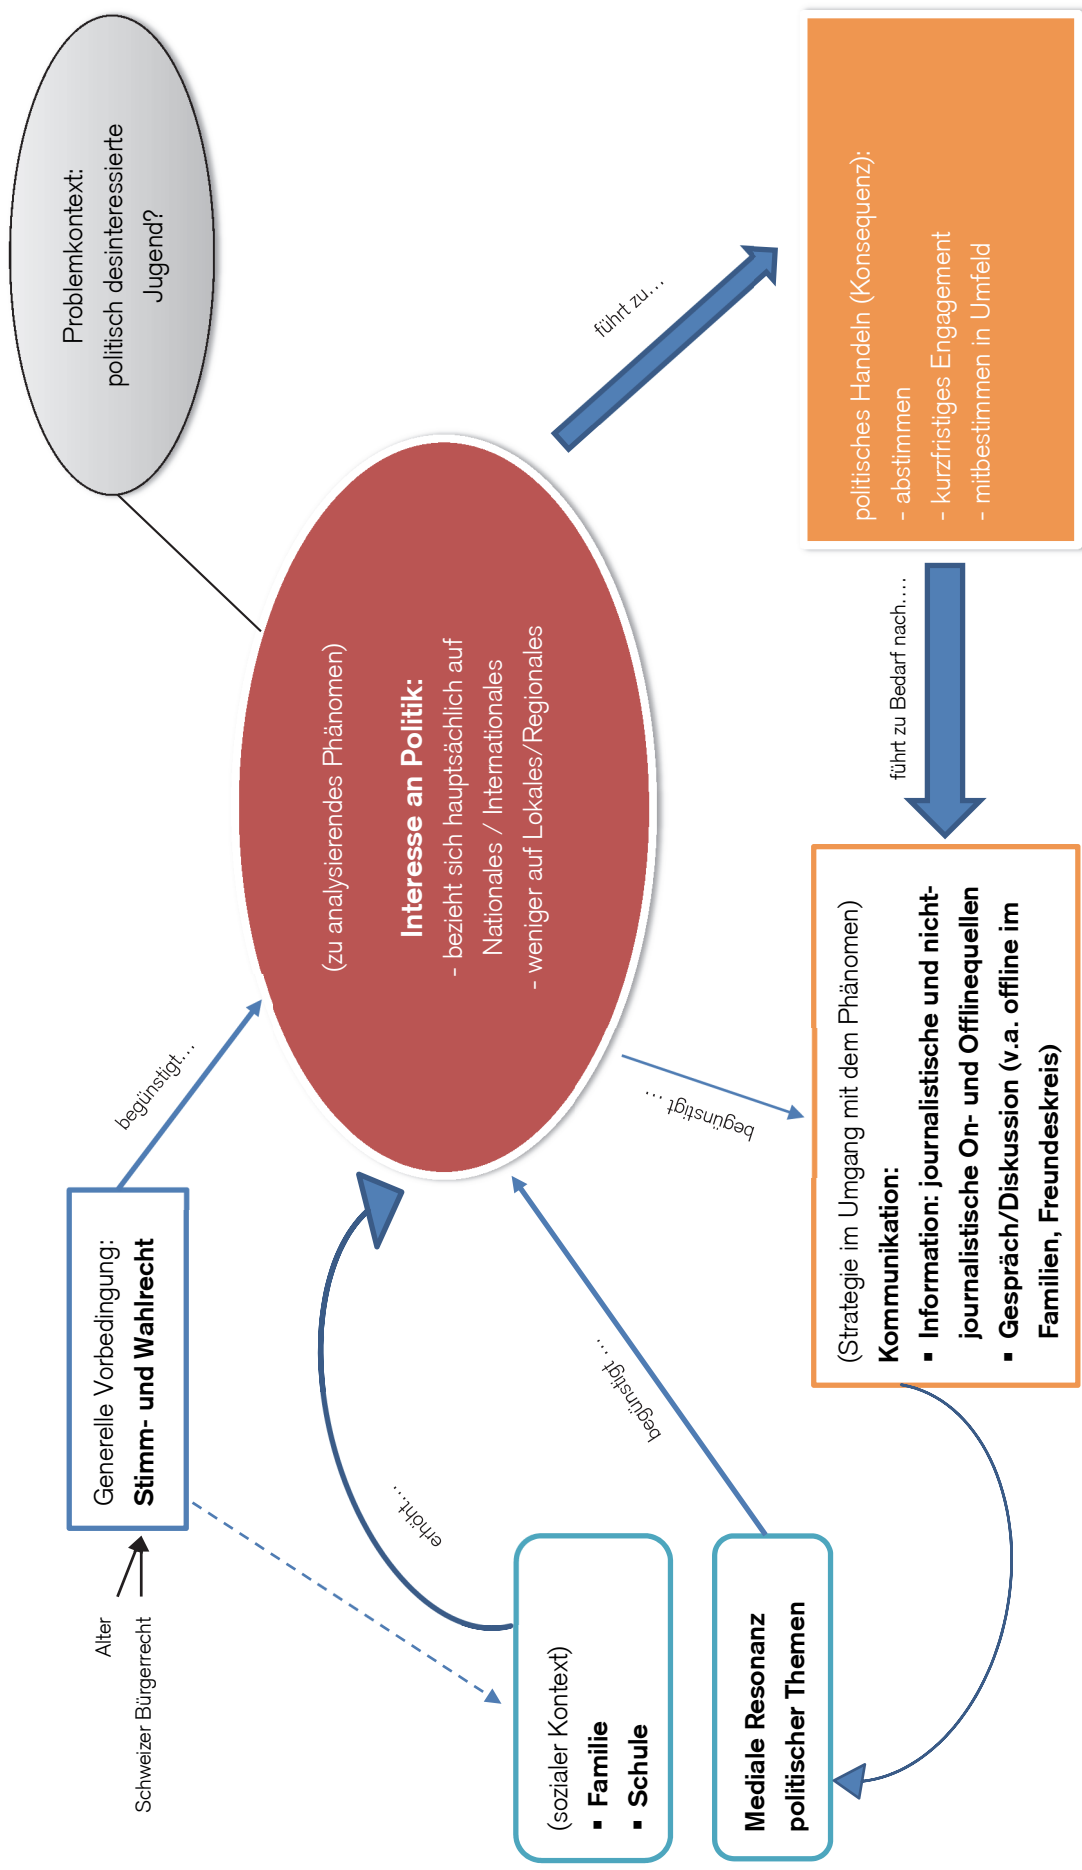 Alter
Schweizer Bürgerrecht
Generelle Vorbedingung:
Stimm- und Wahlrecht
begünstigt…
Problemkontext:
politisch desinteressierte
Jugend?
(zu analysierendes Phänomen)
Interesse an Politik:
- bezieht sich hauptsächlich auf
Nationales / Internationales
- weniger auf Lokales/Regionales
erhöht…
(sozialer Kontext)
▪ Familie
▪ Schule
begünstigt …
begünstigt …
führt zu…
Mediale Resonanz
politischer Themen
(Strategie im Umgang mit dem Phänomen)
Kommunikation:
▪ Information: journalistische und nicht-
journalistische On- und Offlinequellen
▪ Gespräch/Diskussion (v.a. offline im
Familien, Freundeskreis)
führt zu Bedarf nach….
politisches Handeln (Konsequenz):
- abstimmen
- kurzfristiges Engagement
- mitbestimmen in Umfeld